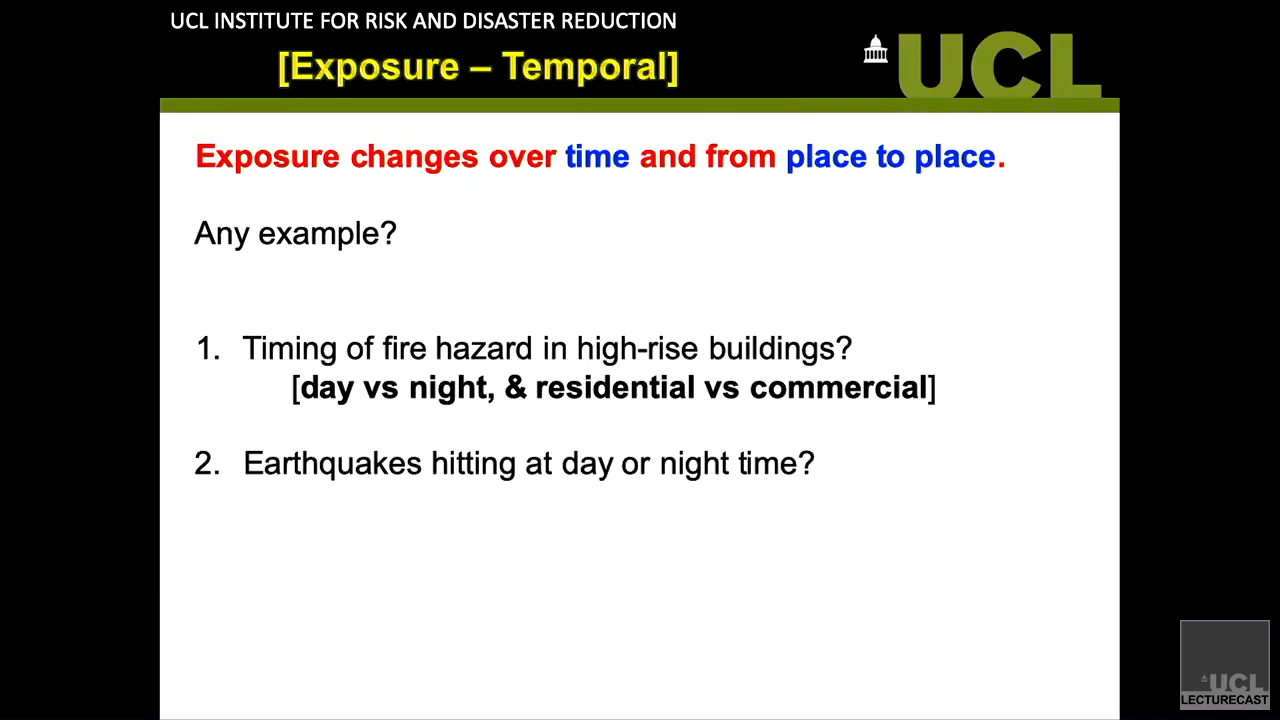 UCL INSTITUTE FOR RISK AND DISASTER REDUCTION
[Exposure – Temporal]
UCL
Exposure changes over time and from place to place.
Any example?
1. Timing of fire hazard in high-rise buildings?
[day vs night, & residential vs commercial]
2. Earthquakes hitting at day or night time?
UCL
LECTURECAST